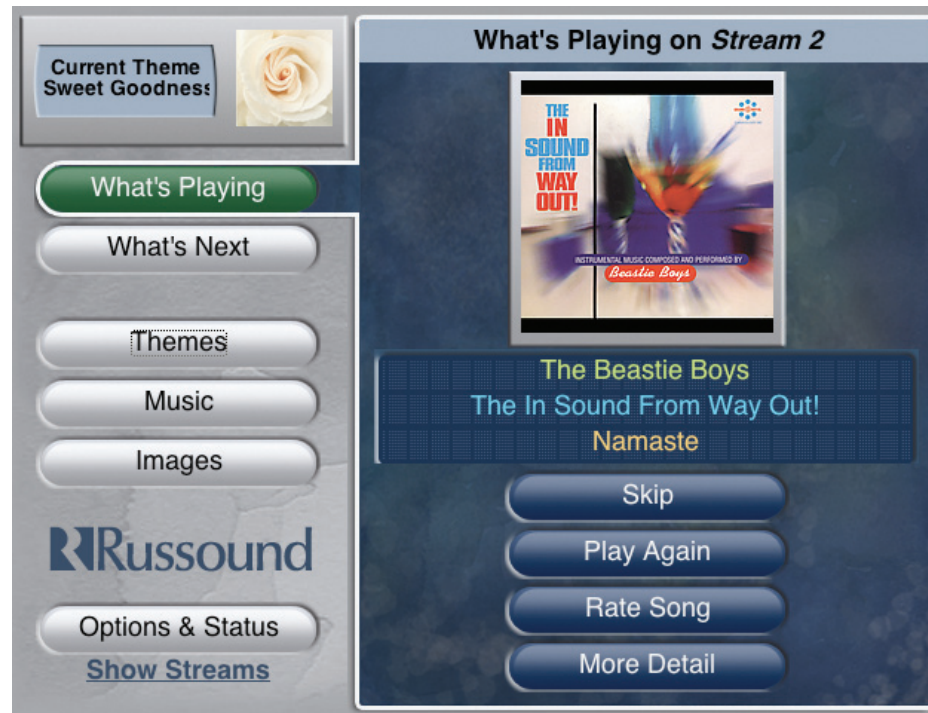 Current Theme
Sweet Goodness
What's Playing
What's Next
Themes
Music
Images
Russound
Options & Status
Show Streams
What's Playing on Stream 2
THE
IN
SOUND
FROM
WAY
OUT!
INSTRUMENTAL MUSIC COMPOSED AND PERFORMED BY
Beastie Boys
The Beastie Boys
The In Sound From Way Out!
Namaste
Skip
Play Again
Rate Song
More Detail